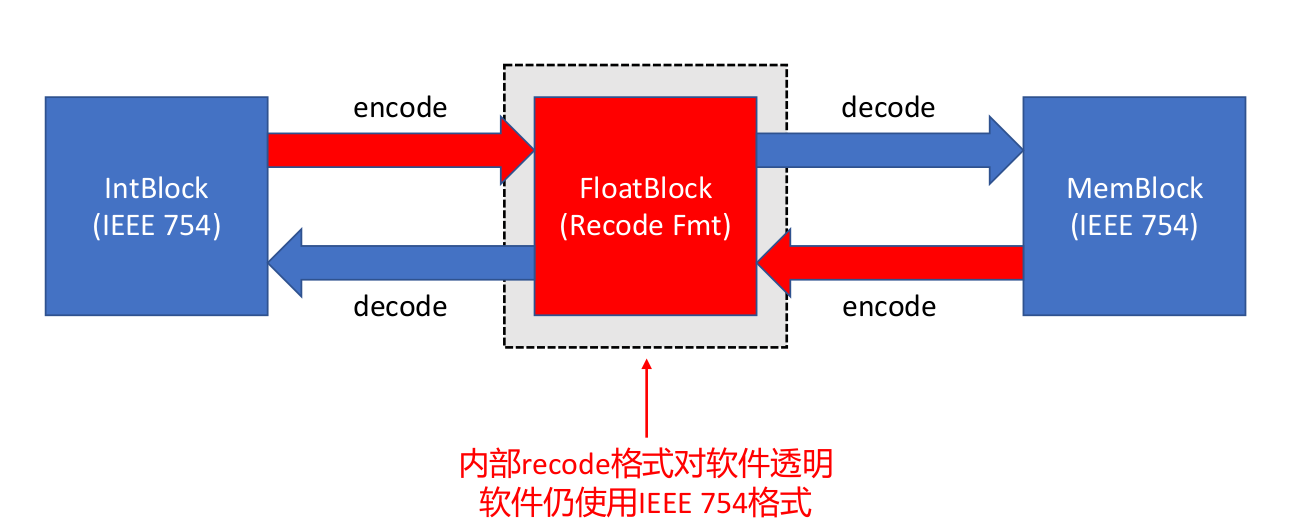 encode
decode
IntBlock
(IEEE 754)
FloatBlock
(Recode Fmt)
MemBlock
(IEEE 754)
decode
encode
内部recode格式对软件透明
软件仍使用IEEE 754格式